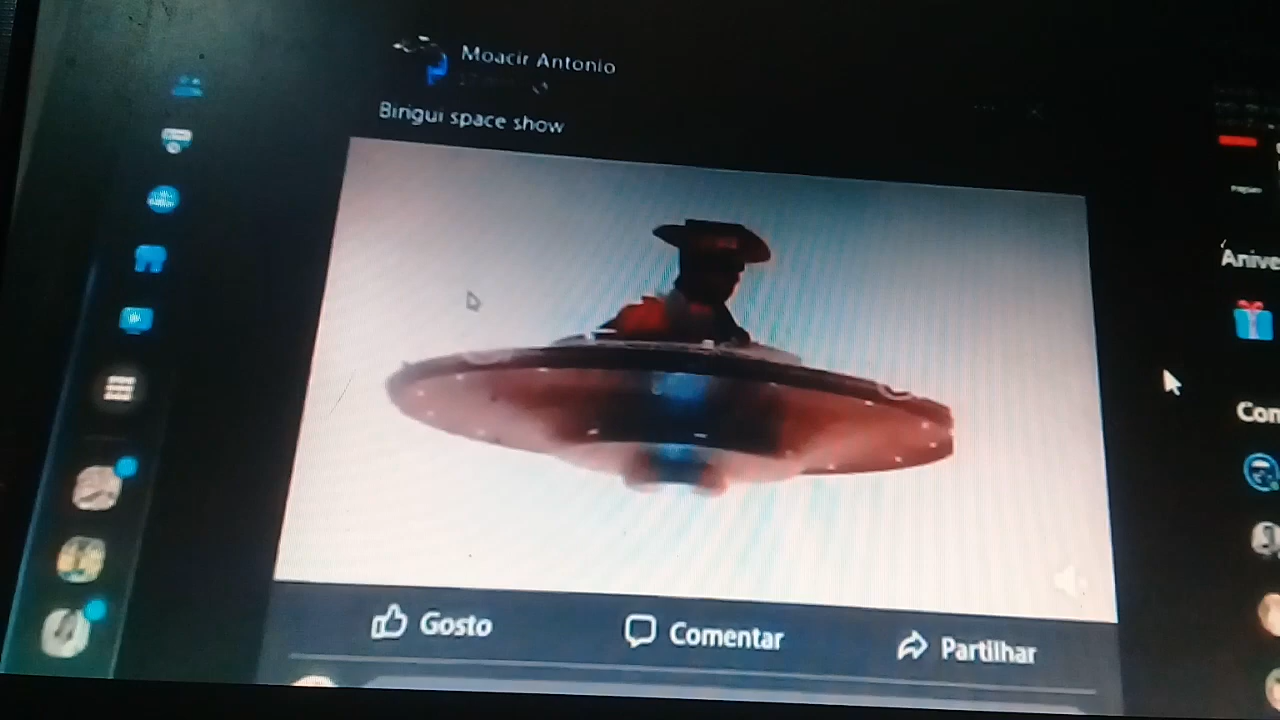 Moacir Antonio
Birigui space show
Anive
Con
Gosto
Comentar
Partilhar